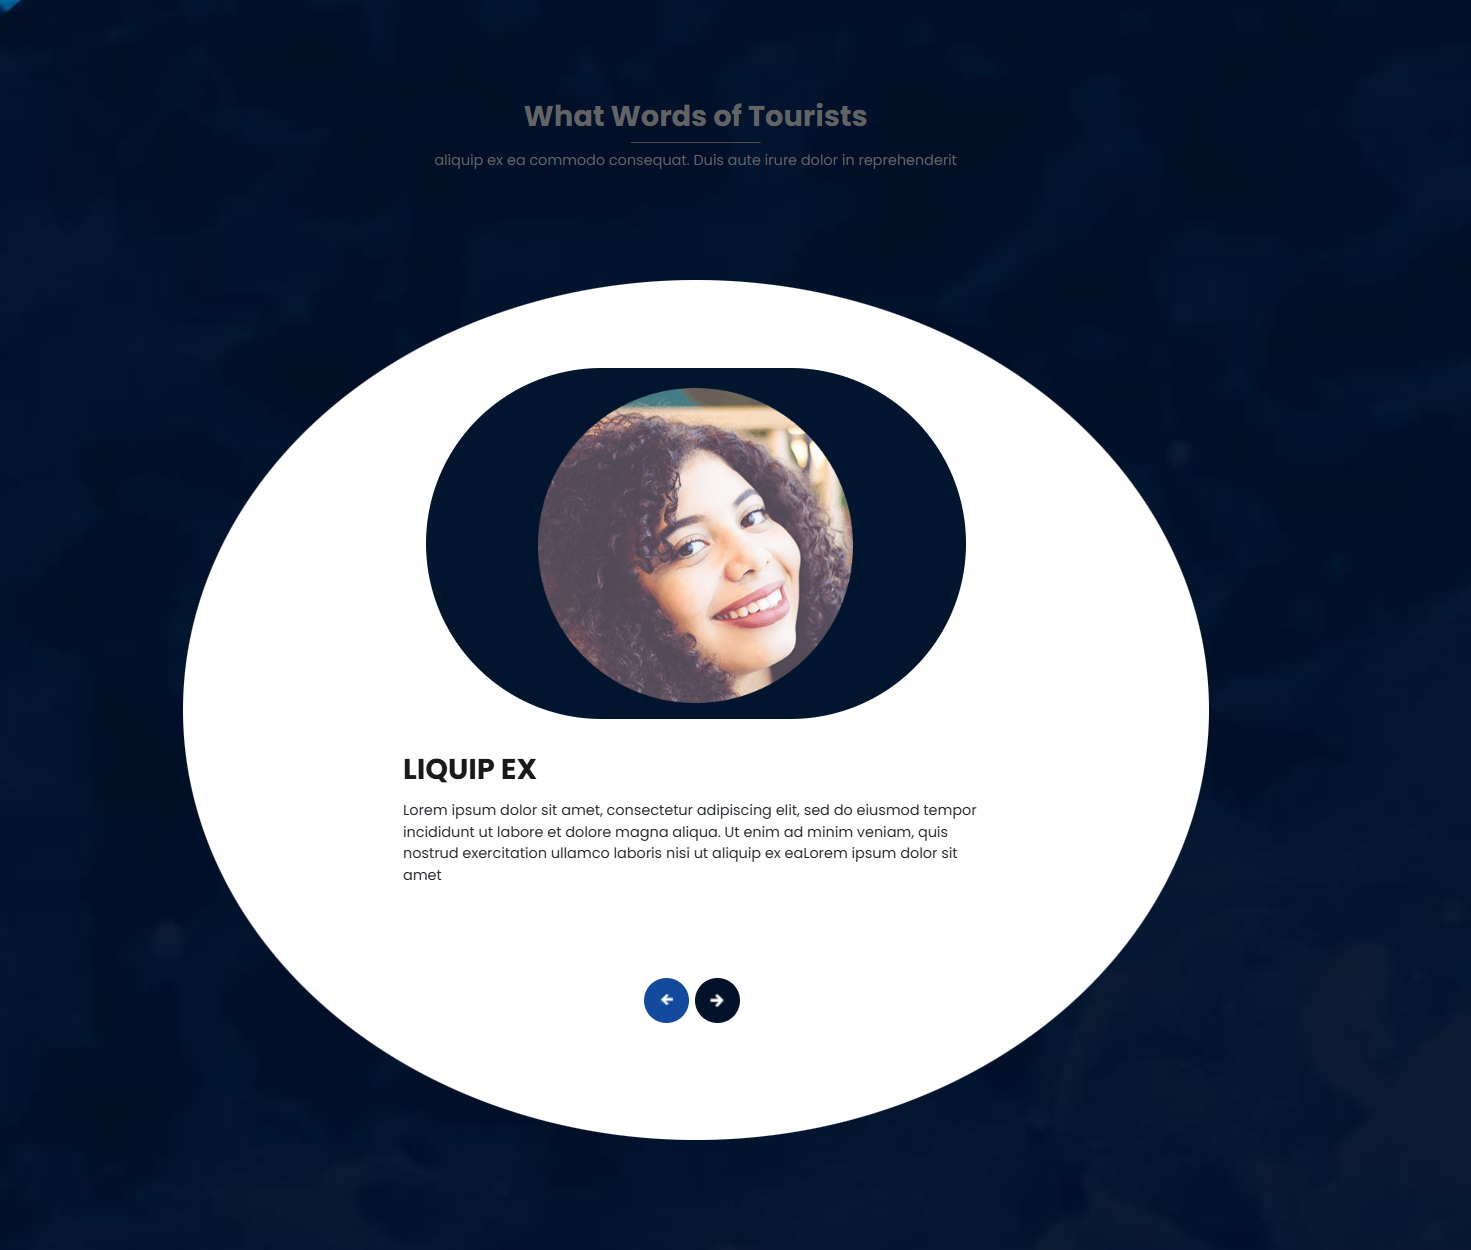 What Words of Tourists
aliquip ex ea commodo consequat. Duis aute irure dolor in reprehenderit
LIQUIP EX
Lorem ipsum dolor sit amet, consectetur adipiscing elit, sed do eiusmod tempor
incididunt ut labore et dolore magna aliqua. Ut enim ad minim veniam, quis
nostrud exercitation ullamco laboris nisi ut aliquip ex eaLorem ipsum dolor sit
amet